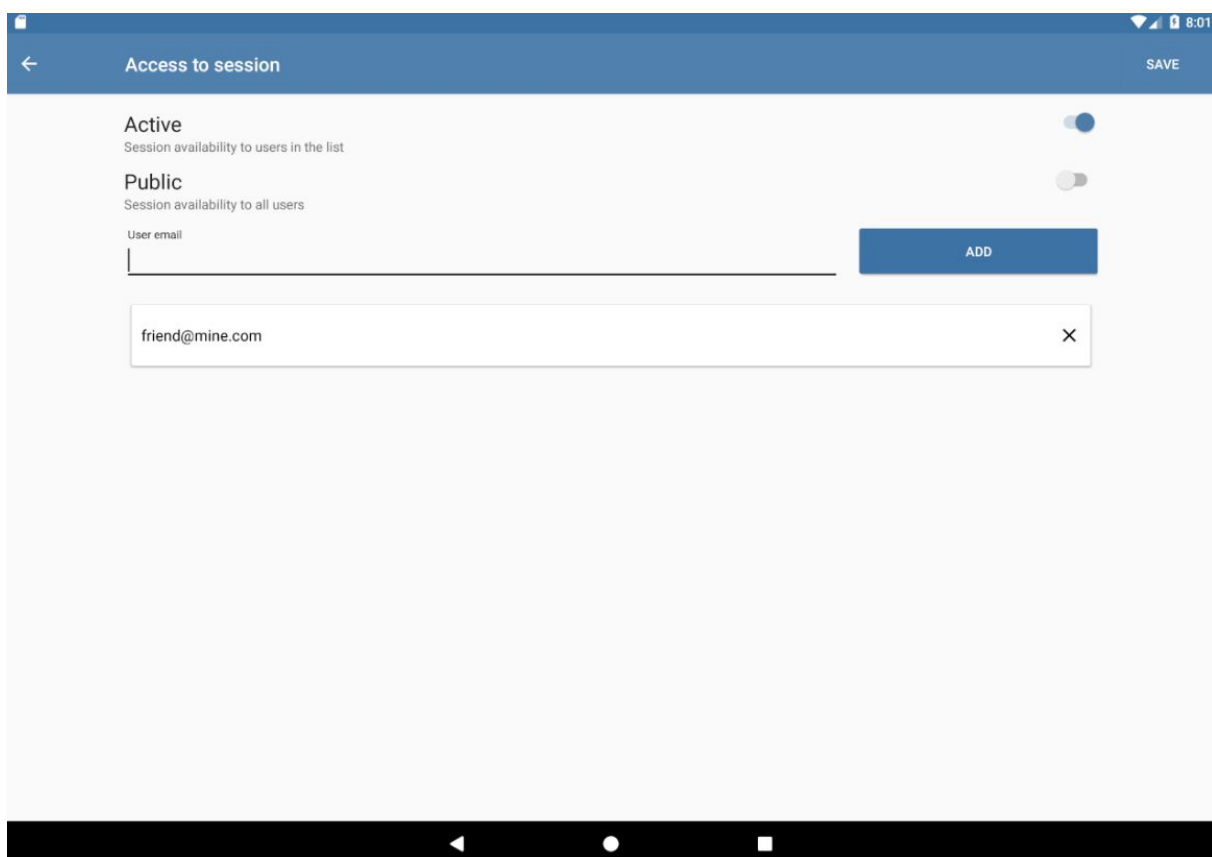 8:01
Access to session
SAVE
Active
Session availability to users in the list
Public
Session availability to all users
User email
ADD
friend@mine.com